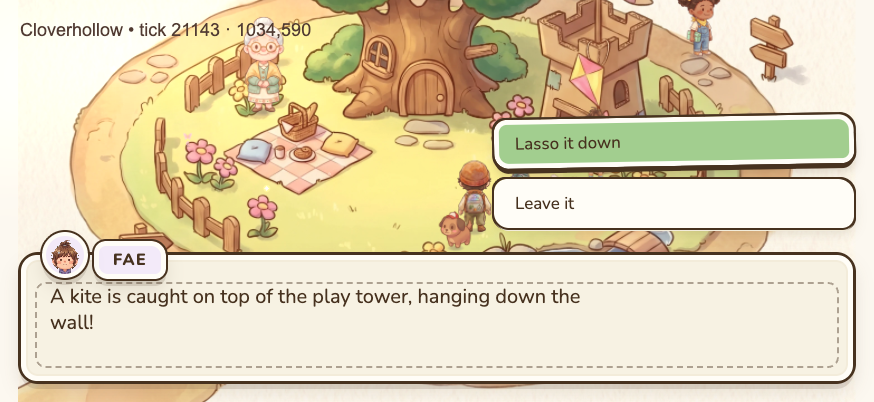 Cloverhollow • tick 21143 · 1034,590
Lasso it down
Leave it
FAE
A kite is caught on top of the play tower, hanging down the
wall!